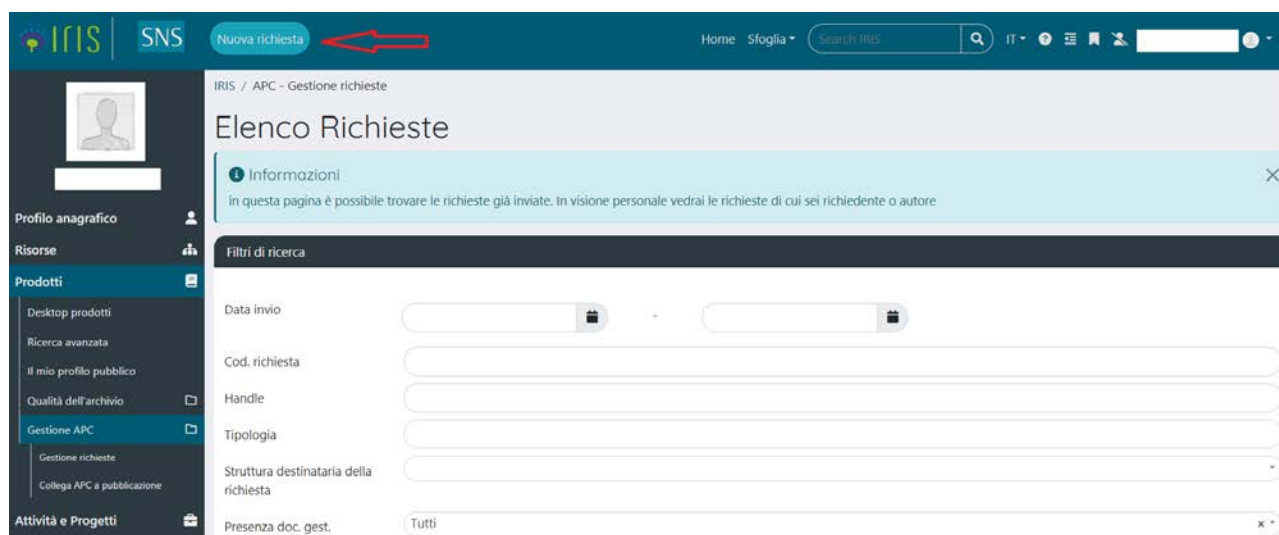 IRIS SNS Nuova richiesta Home Sfoglia Search IRIS IT
IRIS / APC - Gestione richieste
Elenco Richieste
Informazioni
in questa pagina è possibile trovare le richieste già inviate. In visione personale vedrai le richieste di cui sei richiedente o autore
Profilo anagrafico
Risorse
Prodotti
Desktop prodotti
Ricerca avanzata
Il mio profilo pubblico
Qualità dell'archivio
Gestione APC
Gestione richieste
Collega APC a pubblicazione
Attività e Progetti
Filtri di ricerca
Data invio -
Cod. richiesta
Handle
Tipologia
Struttura destinataria della
richiesta
Presenza doc. gest. Tutti x